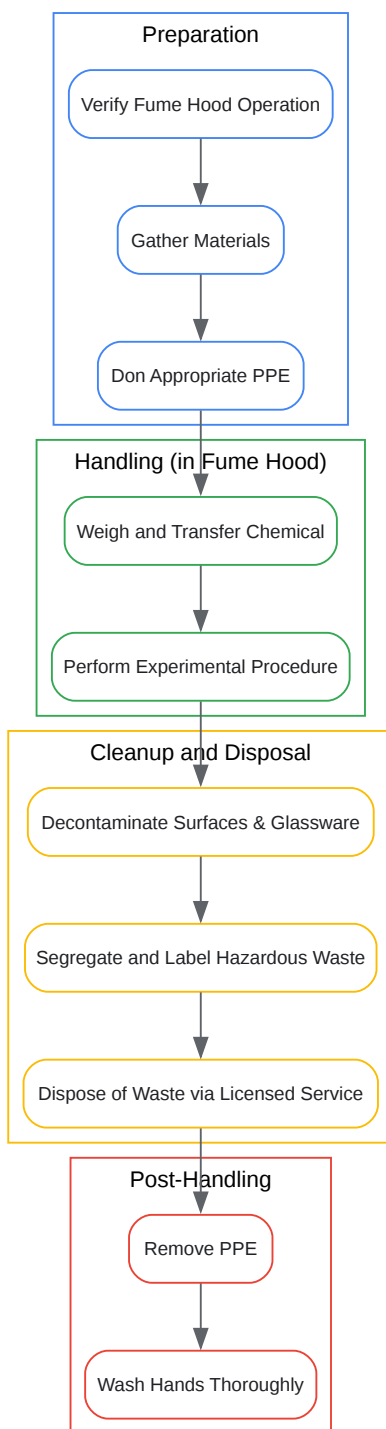 Preparation
Verify Fume Hood Operation
Gather Materials
Don Appropriate PPE
Handling (in Fume Hood)
Weigh and Transfer Chemical
Perform Experimental Procedure
Cleanup and Disposal
Decontaminate Surfaces & Glassware
Segregate and Label Hazardous Waste
Dispose of Waste via Licensed Service
Post-Handling
Remove PPE
Wash Hands Thoroughly